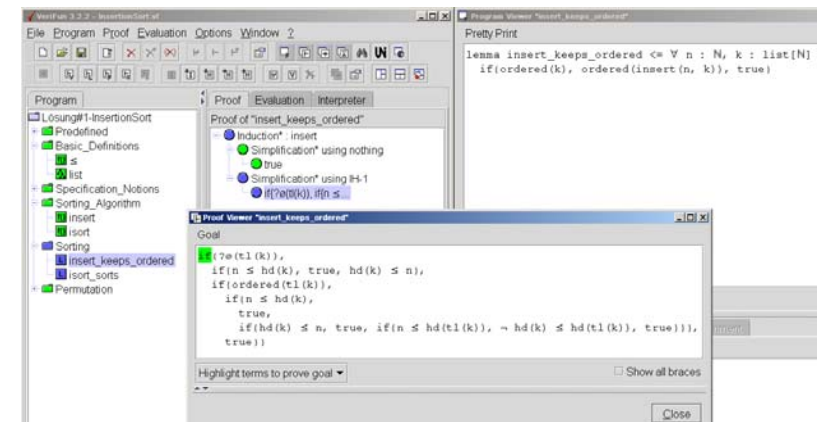 VeriFun 3.2.2 - InsertionSort.vf
File Program Proof Evaluation Options Window ?
Program
Lösung#1-InsertionSort
Predefined
Basic_Definitions
≤
list
Specification_Notions
Sorting_Algorithm
insert
isort
Sorting
insert_keeps_ordered
isort_sorts
Permutation
Proof Evaluation Interpreter
Proof of "insert_keeps_ordered"
Induction* : insert
Simplification* using nothing
true
Simplification* using IH-1
if(?ø(tl(k)), if(n ≤ ...
Program Viewer "insert_keeps_ordered"
Pretty Print
lemma insert_keeps_ordered <= ∀ n : ℕ, k : list[ℕ]
if(ordered(k), ordered(insert(n, k)), true)
Proof Viewer "insert_keeps_ordered"
Goal
if(?ø(tl(k)),
if(n ≤ hd(k), true, hd(k) ≤ n),
if(ordered(tl(k)),
if(n ≤ hd(k),
true,
if(hd(k) ≤ n, true, if(n ≤ hd(tl(k)), ¬ hd(k) ≤ hd(tl(k)), true))),
true))
Highlight terms to prove goal
Show all braces
Close